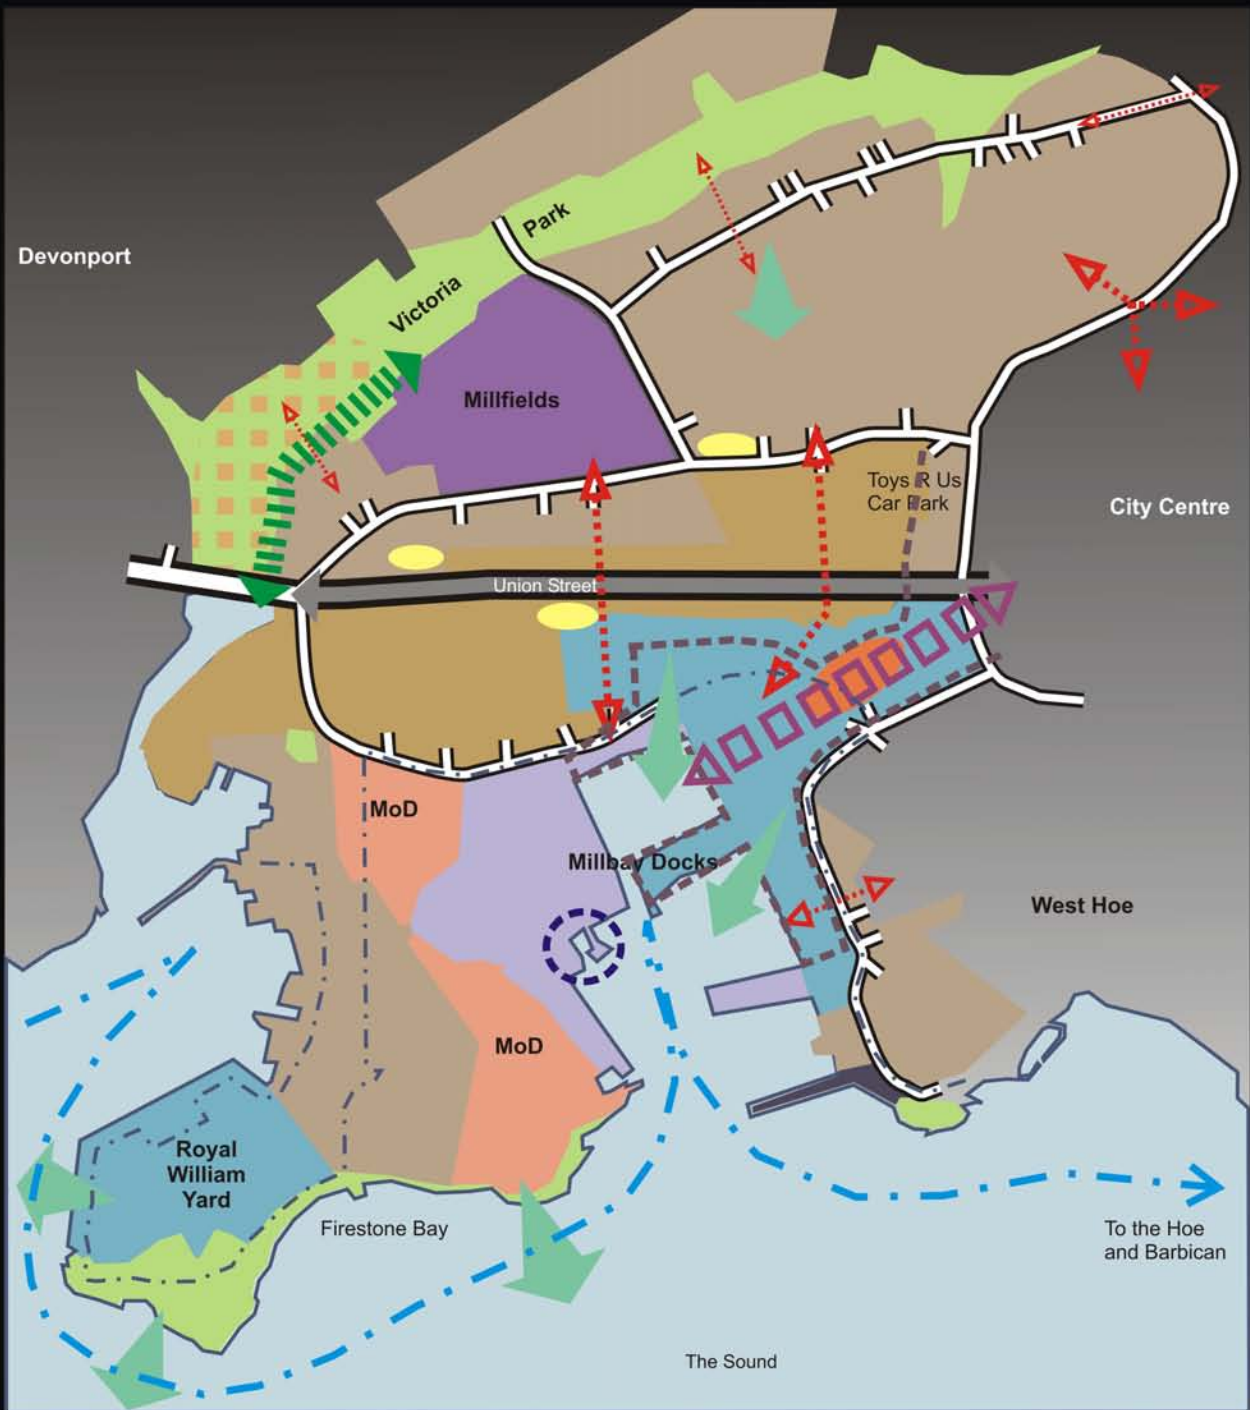 Park
Devonport
Victoria
Millfields
Toys R Us
Car Park
City Centre
Union Street
MoD
Millbay Docks
West Hoe
MoD
Royal
William
Yard
Firestone Bay
To the Hoe
and Barbican
The Sound